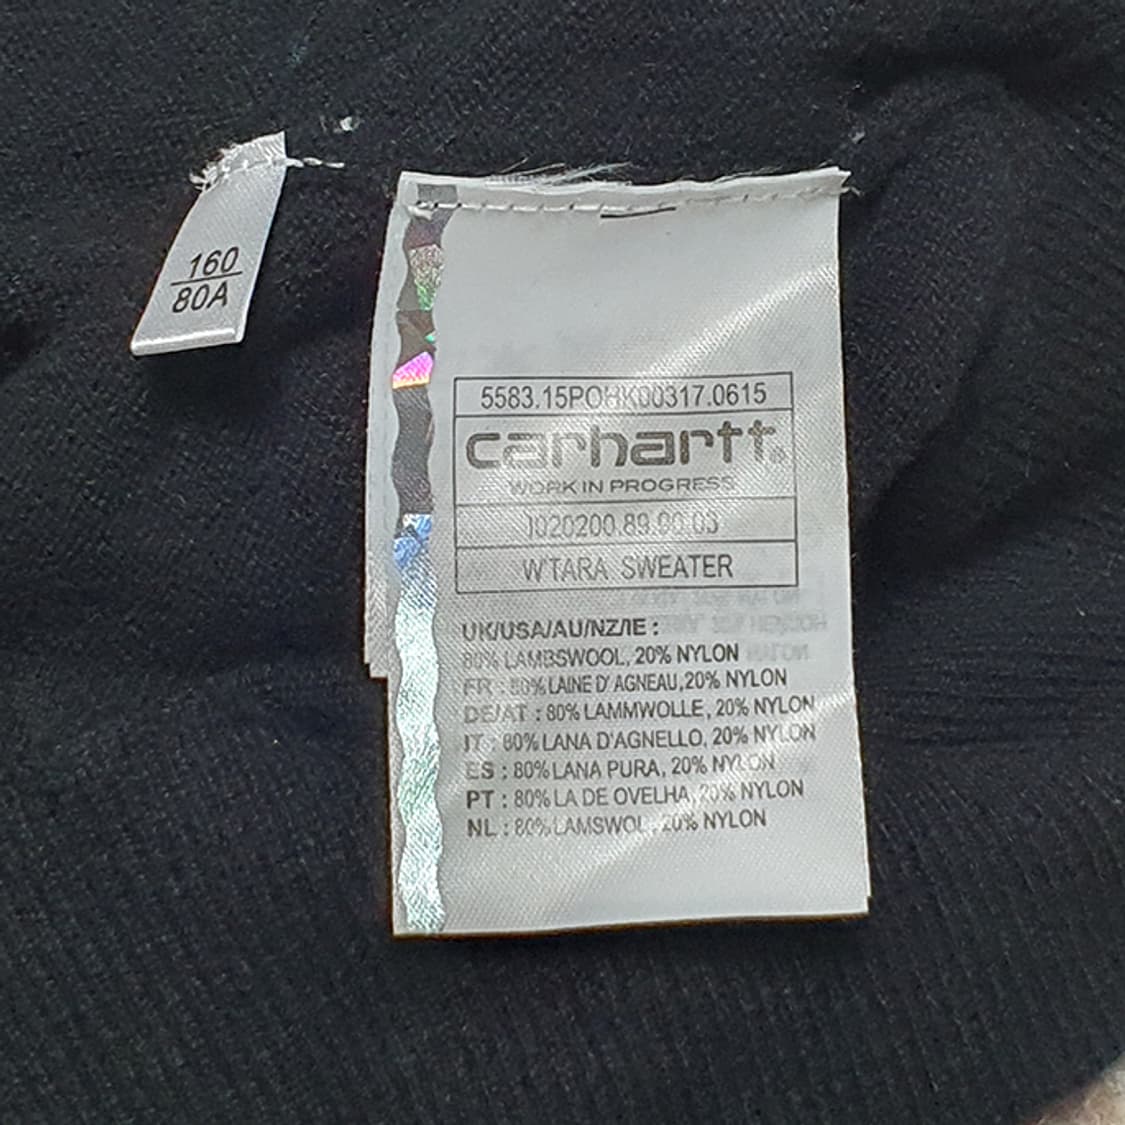 160
80A
5583.15POHK00317.0615
carhartt
WORK IN PROGRESS
I020200.89.00.03
W'TARA SWEATER
UK/USA/AU/NZ/IE :
80% LAMBSWOOL, 20% NYLON
FR : 80% LAINE D'AGNEAU,20% NYLON
DE/AT : 80% LAMMWOLLE, 20% NYLON
IT : 80% LANA D'AGNELLO, 20% NYLON
ES : 80% LANA PURA, 20% NYLON
PT : 80% LA DE OVELHA, 20% NYLON
NL : 80% LAMSWOL, 20% NYLON